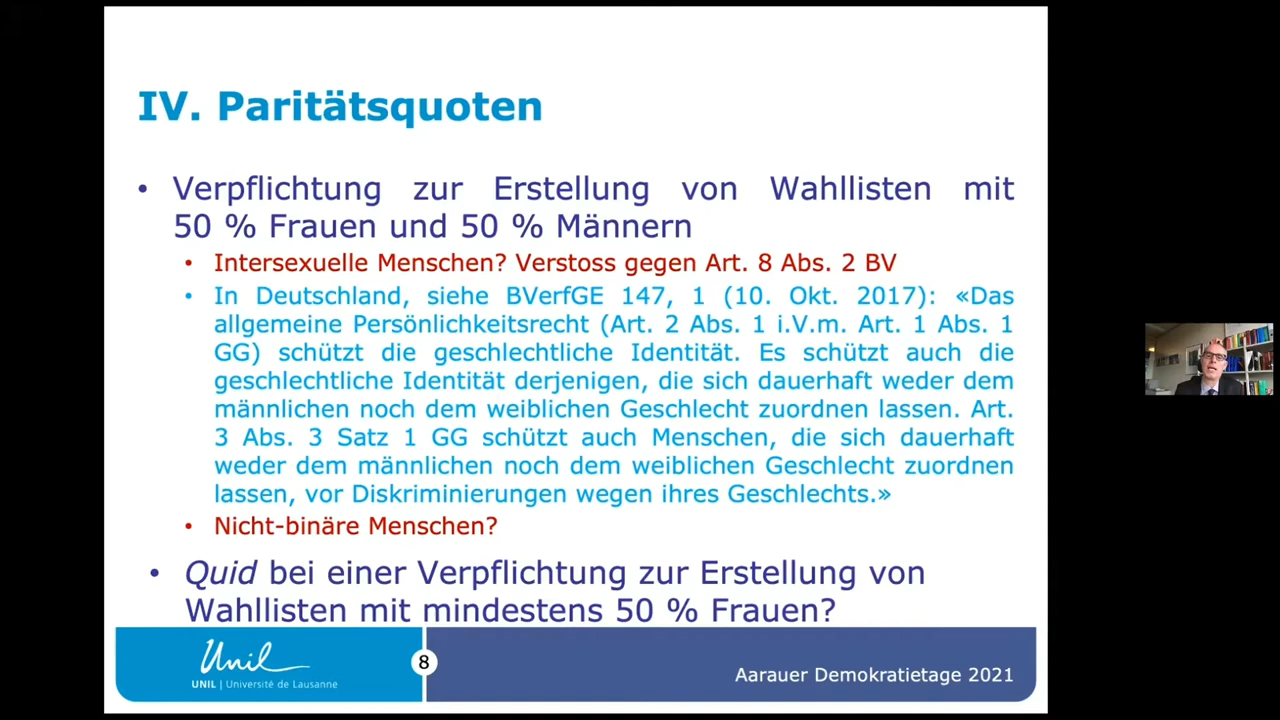 IV. Paritätsquoten
• Verpflichtung zur Erstellung von Wahllisten mit
50 % Frauen und 50 % Männern
• Intersexuelle Menschen? Verstoss gegen Art. 8 Abs. 2 BV
• In Deutschland, siehe BVerfGE 147, 1 (10. Okt. 2017): «Das
allgemeine Persönlichkeitsrecht (Art. 2 Abs. 1 i.V.m. Art. 1 Abs. 1
GG) schützt die geschlechtliche Identität. Es schützt auch die
geschlechtliche Identität derjenigen, die sich dauerhaft weder dem
männlichen noch dem weiblichen Geschlecht zuordnen lassen. Art.
3 Abs. 3 Satz 1 GG schützt auch Menschen, die sich dauerhaft
weder dem männlichen noch dem weiblichen Geschlecht zuordnen
lassen, vor Diskriminierungen wegen ihres Geschlechts.»
• Nicht-binäre Menschen?
• Quid bei einer Verpflichtung zur Erstellung von
Wahllisten mit mindestens 50 % Frauen?
Unil
UNIL | Université de Lausanne
8
Aarauer Demokratietage 2021